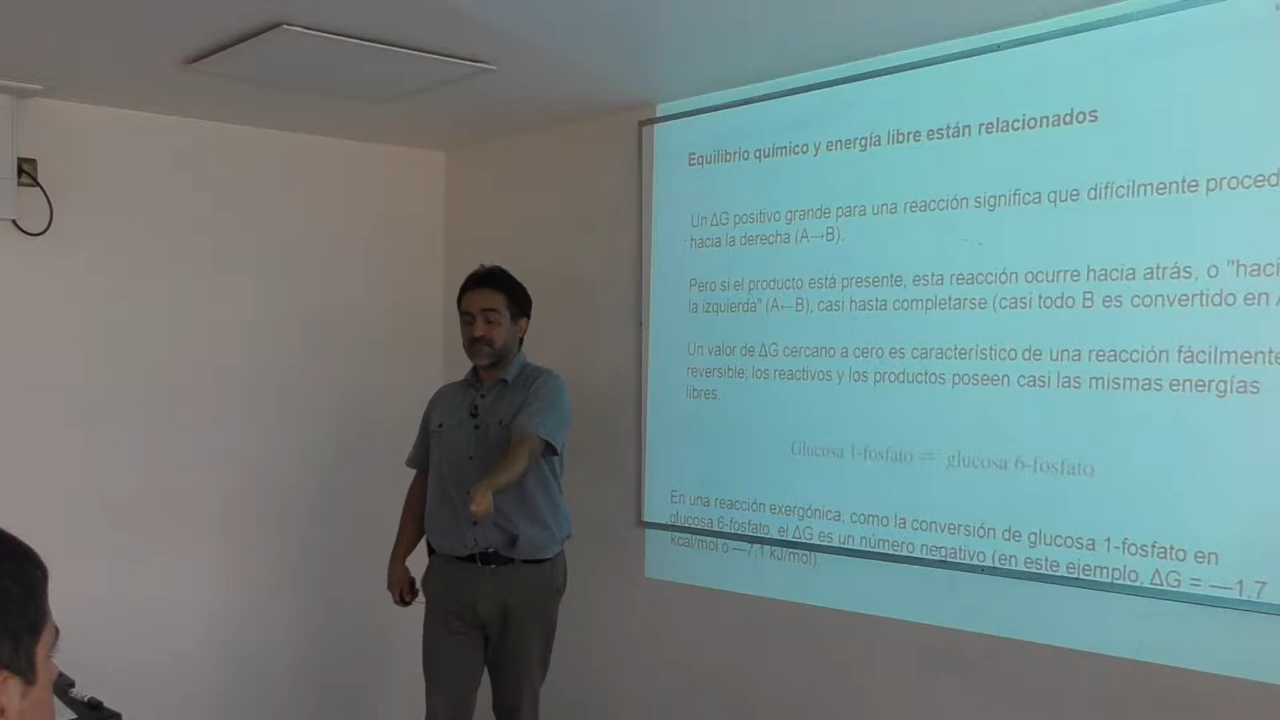 Equilibrio químico y energía libre están relacionados
Un ΔG positivo grande para una reacción significa que difícilmente proced
hacia la derecha (A→B).
Pero si el producto está presente, esta reacción ocurre hacia atrás, o "haci
la izquierda" (A←B), casi hasta completarse (casi todo B es convertido en A
Un valor de ΔG cercano a cero es característico de una reacción fácilmente
reversible: los reactivos y los productos poseen casi las mismas energías
libres.
Glucosa 1-fosfato = glucosa 6-fosfato
En una reacción exergónica, como la conversión de glucosa 1-fosfato en
glucosa 6-fosfato, el ΔG es un número negativo (en este ejemplo, ΔG = —1.7
kcal/mol o —7,1 kJ/mol)